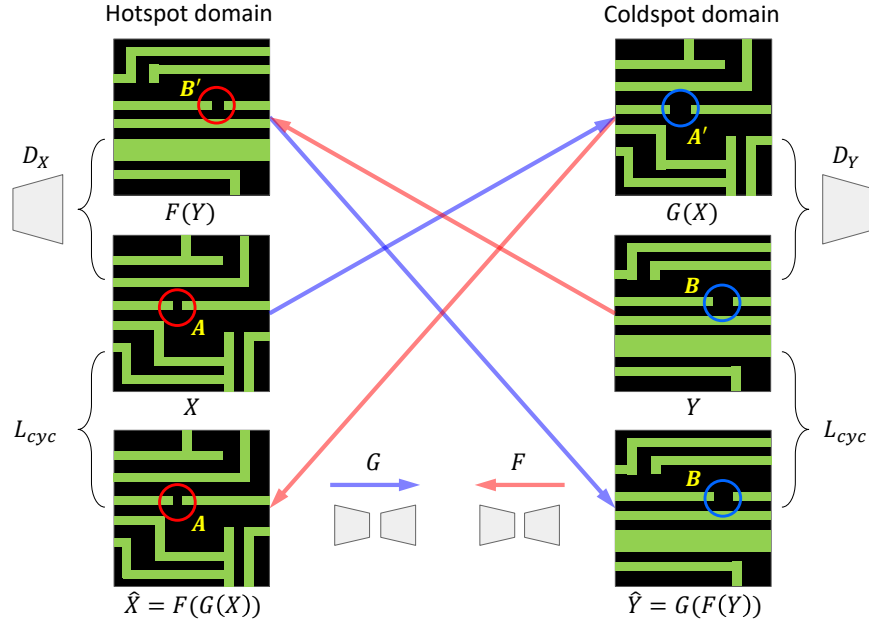 Hotspot domain
Coldspot domain
B′
A′
D_X
D_Y
F(Y)
G(X)
A
B
X
Y
L_cyc
L_cyc
G
F
A
B
X̂ = F(G(X))
Ŷ = G(F(Y))